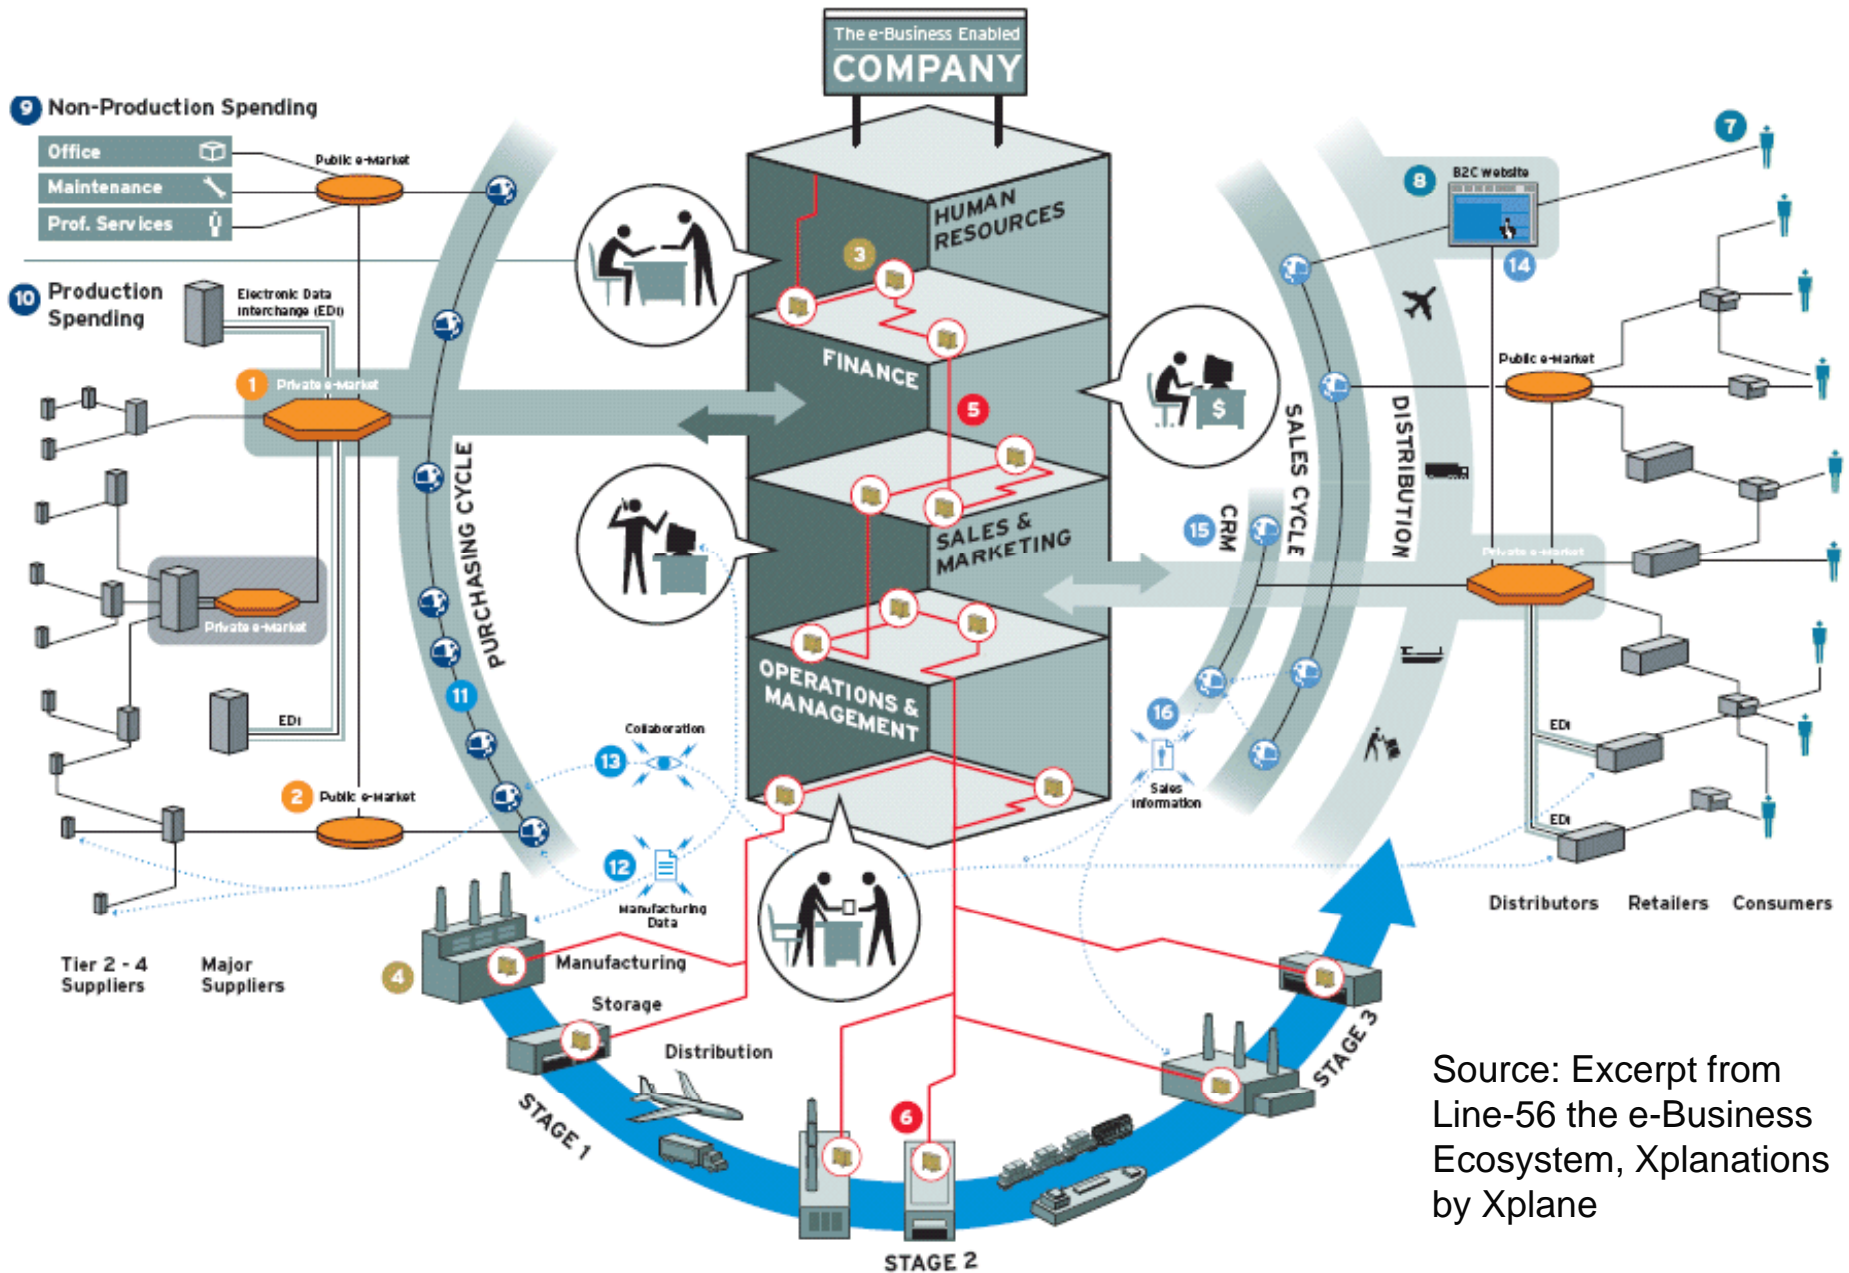 The e-Business Enabled
COMPANY
9 Non-Production Spending
Office
Maintenance
Prof. Services
Public e-Market
10 Production
Spending
Electronic Data
Interchange (EDI)
1 Private e-Market
Private e-Market
EDI
2 Public e-Market
Tier 2 - 4
Suppliers
Major
Suppliers
PURCHASING CYCLE
11
Collaboration
13
12
Manufacturing
Data
HUMAN
RESOURCES
3
FINANCE
5
SALES &
MARKETING
OPERATIONS &
MANAGEMENT
$
4
Manufacturing
Storage
Distribution
STAGE 1
6
STAGE 2
STAGE 3
15 CRM
SALES CYCLE
DISTRIBUTION
16
Sales
Information
7
8 B2C Website
14
Public e-Market
Private e-Market
EDI
EDI
Distributors
Retailers
Consumers
Source: Excerpt from
Line-56 the e-Business
Ecosystem, Xplanations
by Xplane